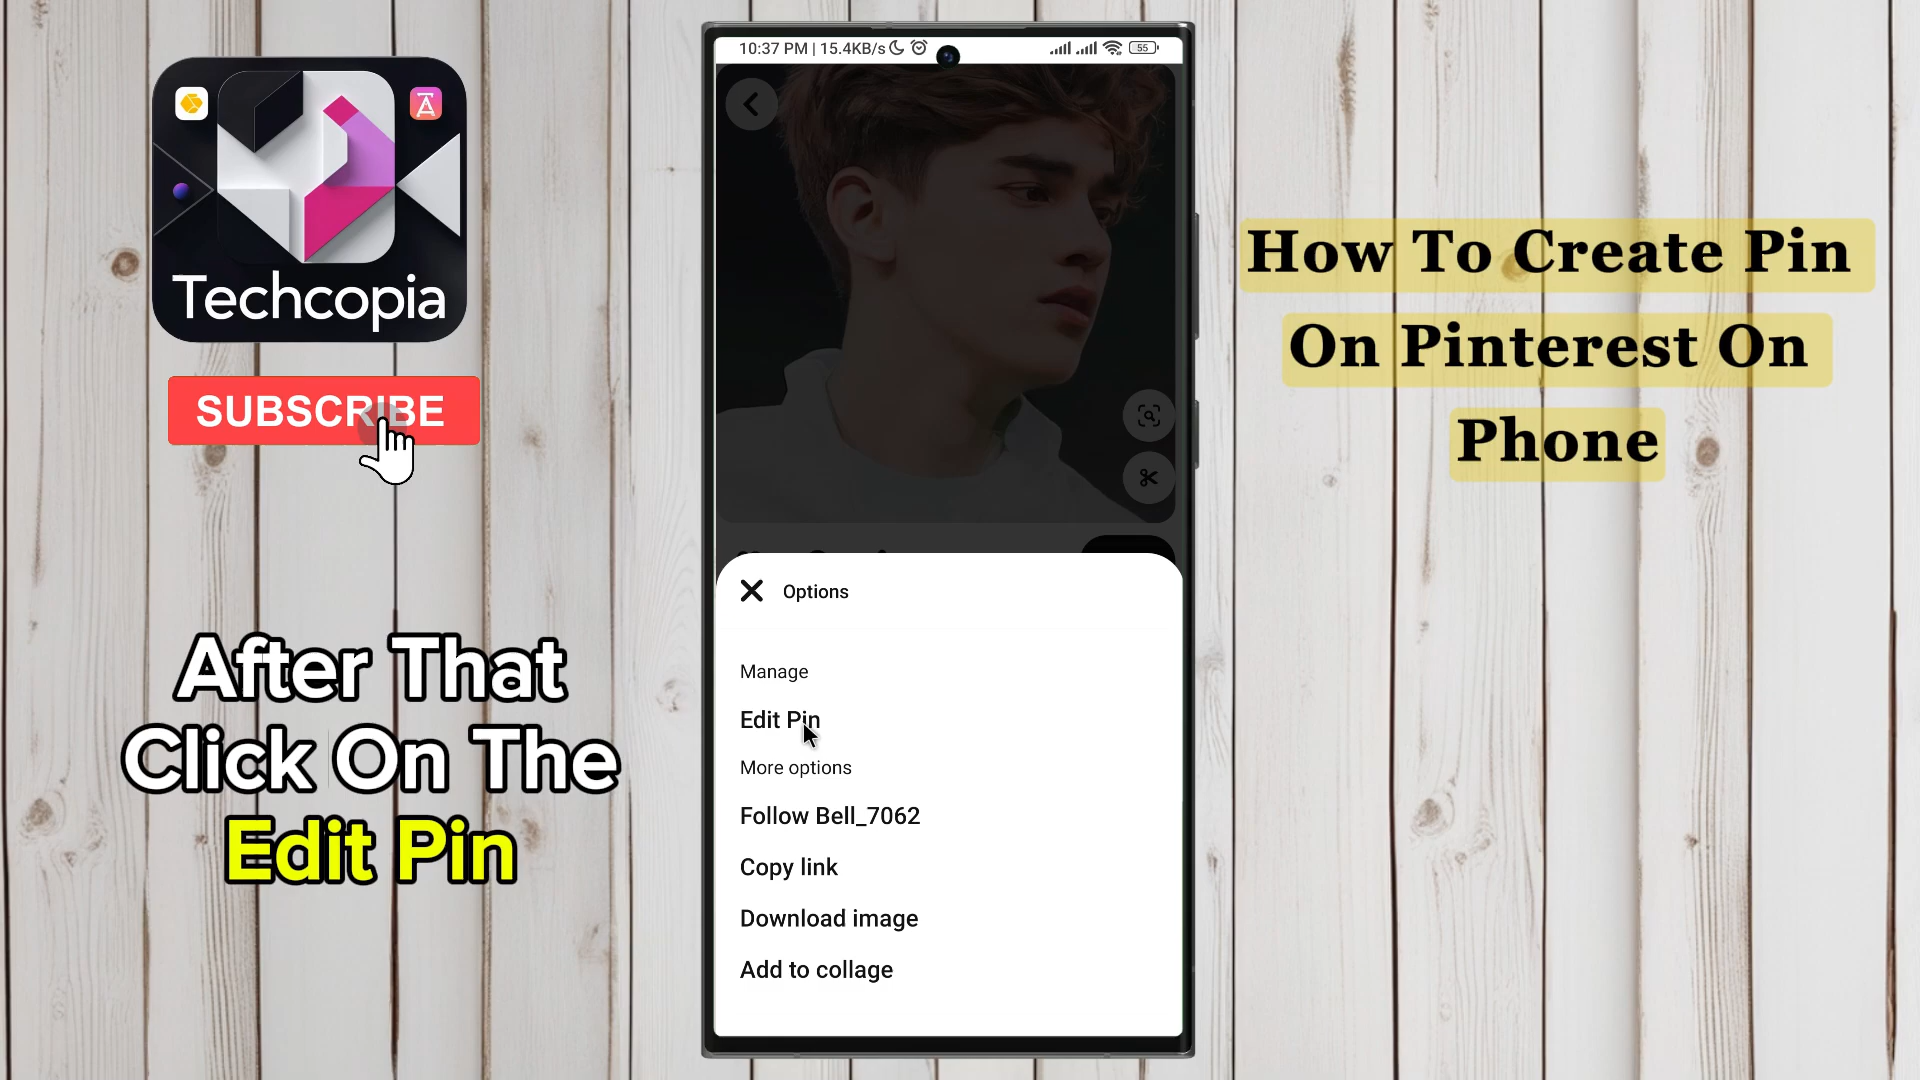 Techcopia
SUBSCRIBE
After That
Click On The
Edit Pin
10:37 PM | 15.4KB/s
55
Options
Manage
Edit Pin
More options
Follow Bell_7062
Copy link
Download image
Add to collage
How To Create Pin
On Pinterest On
Phone